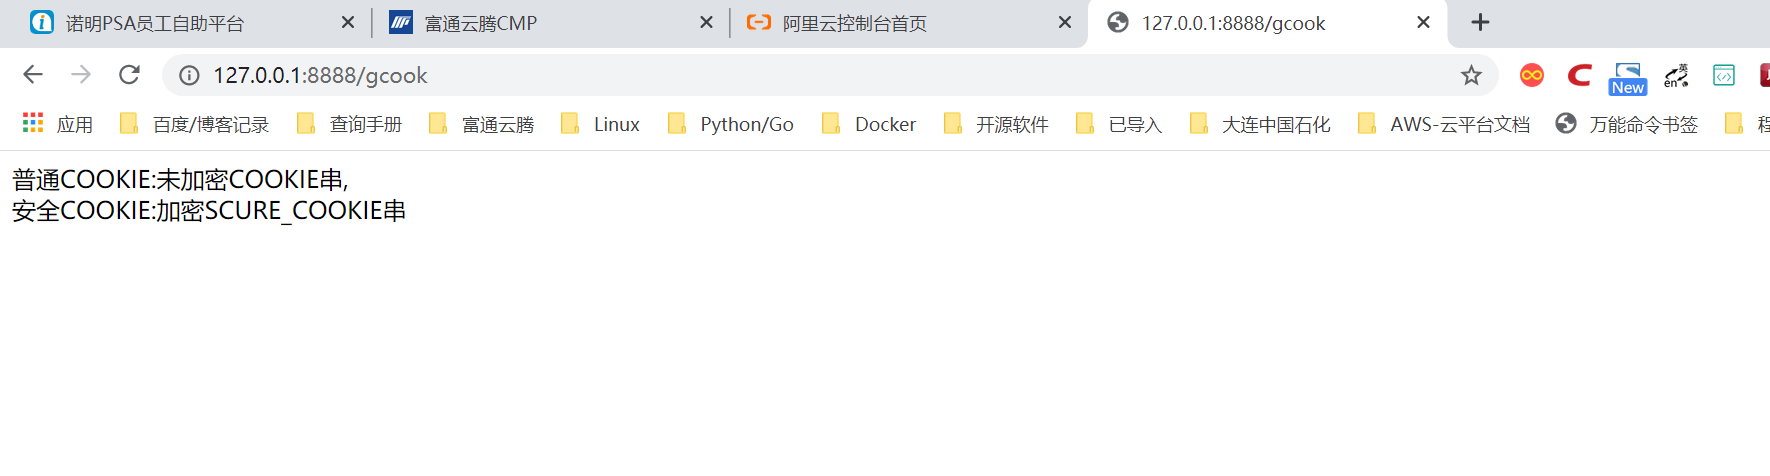 诺明PSA员工自助平台 富通云腾CMP 阿里云控制台首页 127.0.0.1:8888/gcook
127.0.0.1:8888/gcook New 英 en
应用 百度/博客记录 查询手册 富通云腾 Linux Python/Go Docker 开源软件 已导入 大连中国石化 AWS-云平台文档 万能命令书签
普通COOKIE:未加密COOKIE串,
安全COOKIE:加密SCURE_COOKIE串